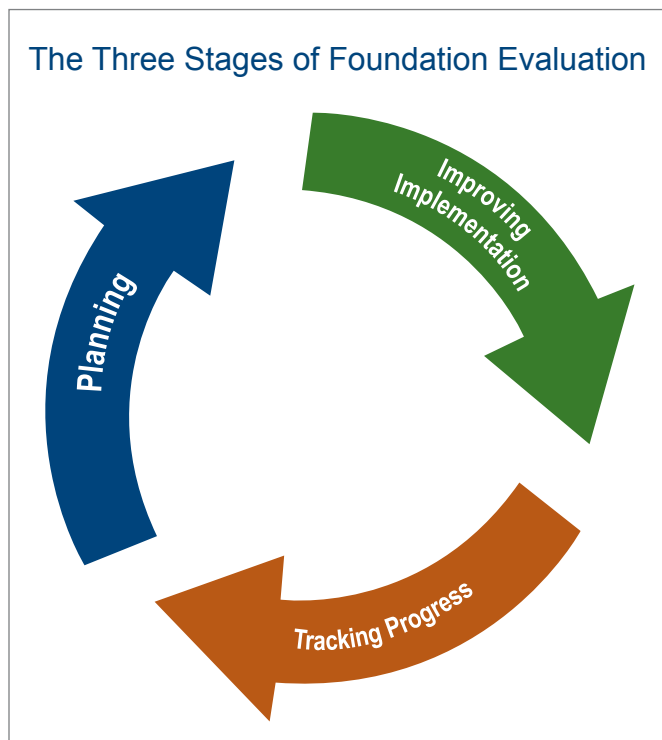 The Three Stages of Foundation Evaluation
Improving
Implementation
Planning
Tracking Progress